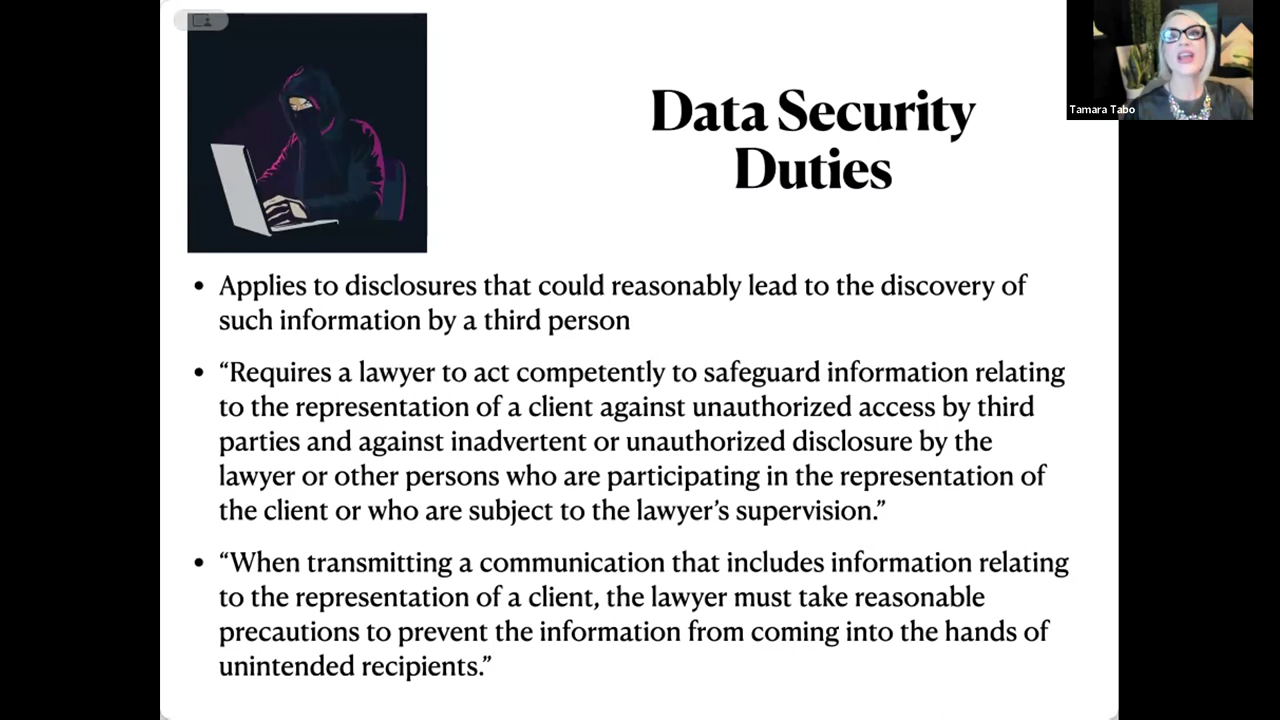 Data Security
Duties
Tamara Tabo
• Applies to disclosures that could reasonably lead to the discovery of
such information by a third person
• “Requires a lawyer to act competently to safeguard information relating
to the representation of a client against unauthorized access by third
parties and against inadvertent or unauthorized disclosure by the
lawyer or other persons who are participating in the representation of
the client or who are subject to the lawyer’s supervision.”
• “When transmitting a communication that includes information relating
to the representation of a client, the lawyer must take reasonable
precautions to prevent the information from coming into the hands of
unintended recipients.”